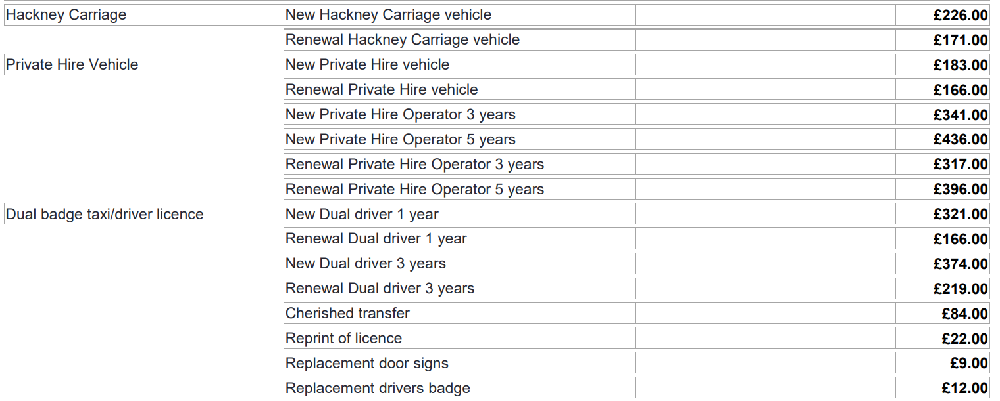 Hackney Carriage New Hackney Carriage vehicle £226.00
Renewal Hackney Carriage vehicle £171.00
Private Hire Vehicle New Private Hire vehicle £183.00
Renewal Private Hire vehicle £166.00
New Private Hire Operator 3 years £341.00
New Private Hire Operator 5 years £436.00
Renewal Private Hire Operator 3 years £317.00
Renewal Private Hire Operator 5 years £396.00
Dual badge taxi/driver licence New Dual driver 1 year £321.00
Renewal Dual driver 1 year £166.00
New Dual driver 3 years £374.00
Renewal Dual driver 3 years £219.00
Cherished transfer £84.00
Reprint of licence £22.00
Replacement door signs £9.00
Replacement drivers badge £12.00